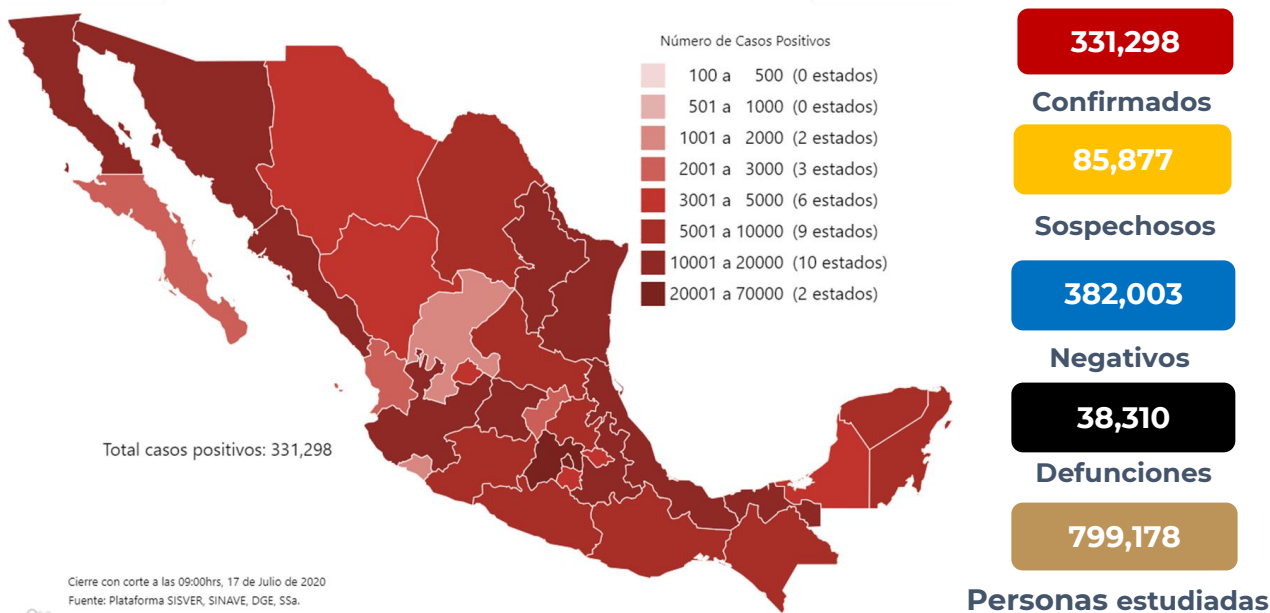 Número de Casos Positivos
100 a 500 (0 estados)
501 a 1000 (0 estados)
1001 a 2000 (2 estados)
2001 a 3000 (3 estados)
3001 a 5000 (6 estados)
5001 a 10000 (9 estados)
10001 a 20000 (10 estados)
20001 a 70000 (2 estados)
Total casos positivos: 331,298
Cierre con corte a las 09:00hrs, 17 de Julio de 2020
Fuente: Plataforma SISVER, SINAVE, DGE, SSa.
331,298
Confirmados
85,877
Sospechosos
382,003
Negativos
38,310
Defunciones
799,178
Personas estudiadas